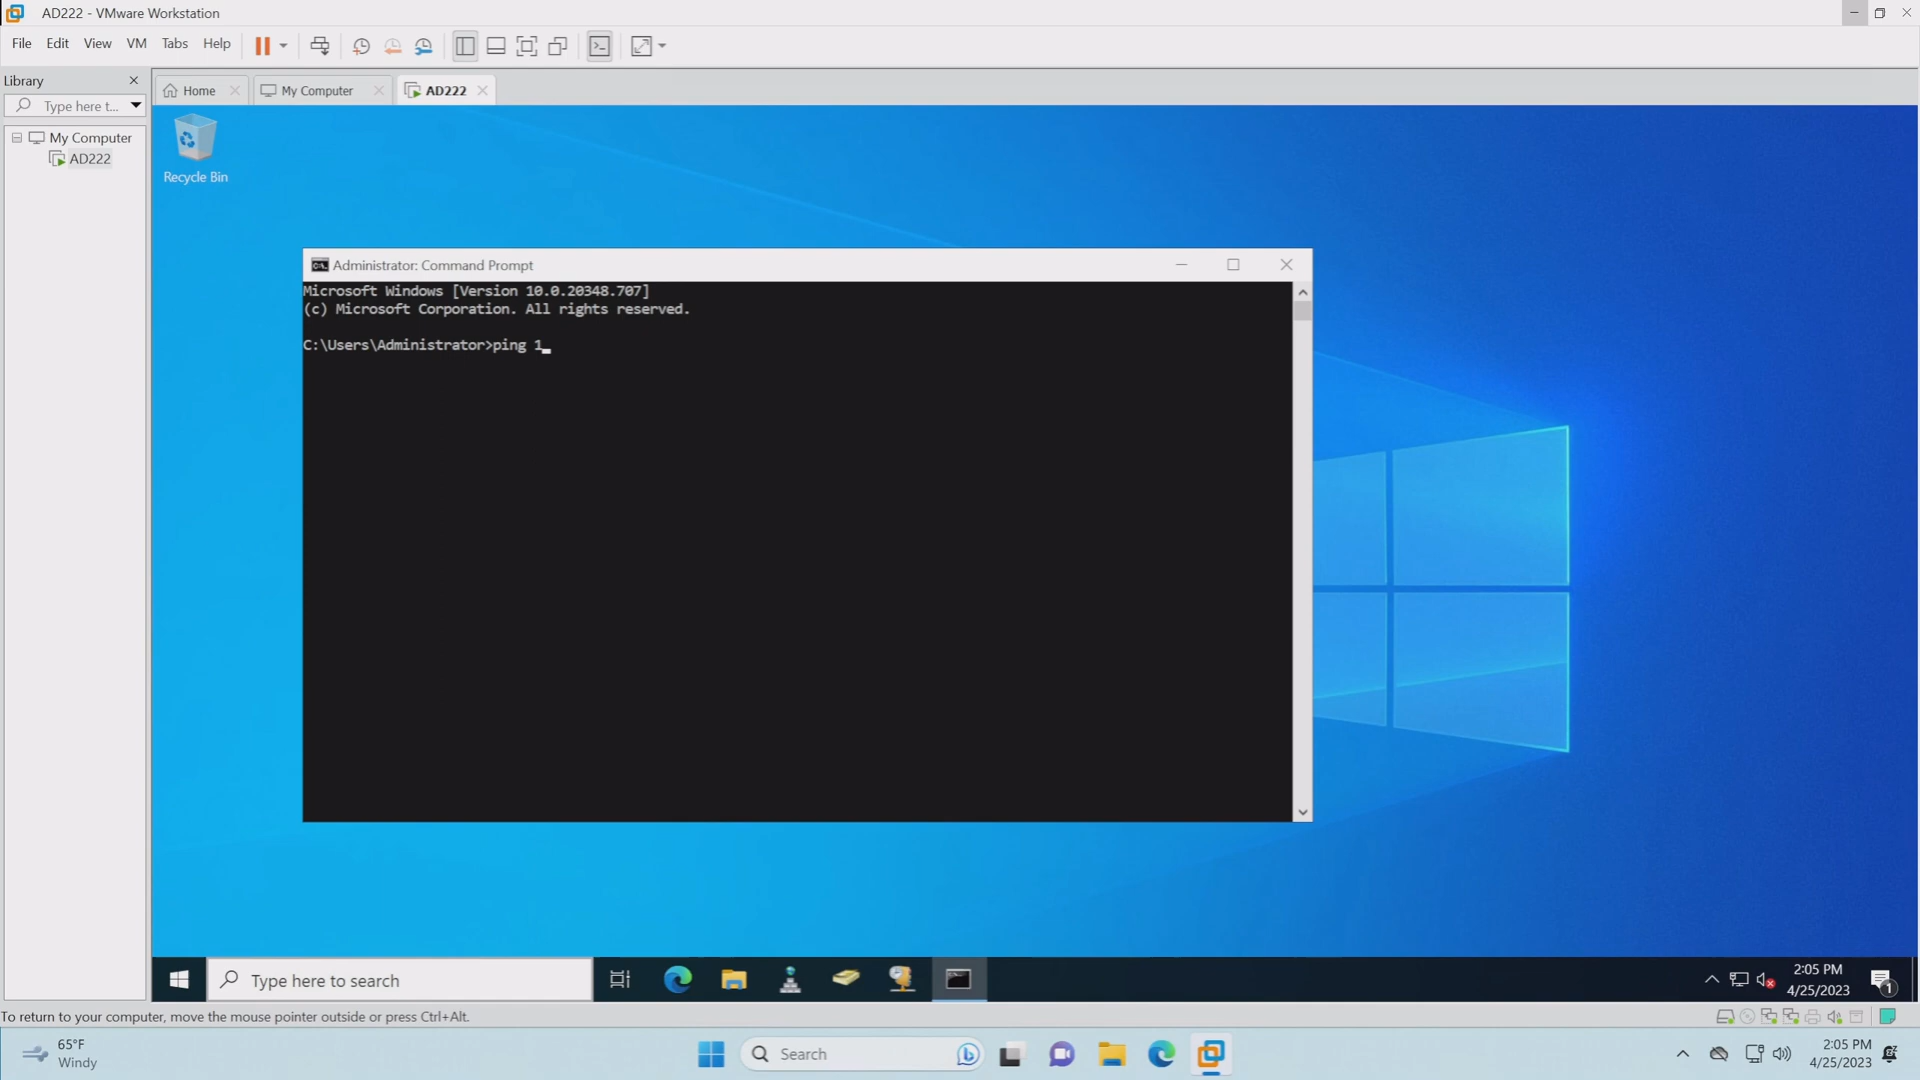 AD222 - VMware Workstation
File Edit View VM Tabs Help
Library
Type here t...
Home
My Computer
AD222
My Computer
AD222
Recycle Bin
Administrator: Command Prompt
Microsoft Windows [Version 10.0.20348.707]
(c) Microsoft Corporation. All rights reserved.
C:\Users\Administrator>ping 1_
Type here to search
2:05 PM
4/25/2023
1
To return to your computer, move the mouse pointer outside or press Ctrl+Alt.
65°F
Windy
Search
2:05 PM
4/25/2023